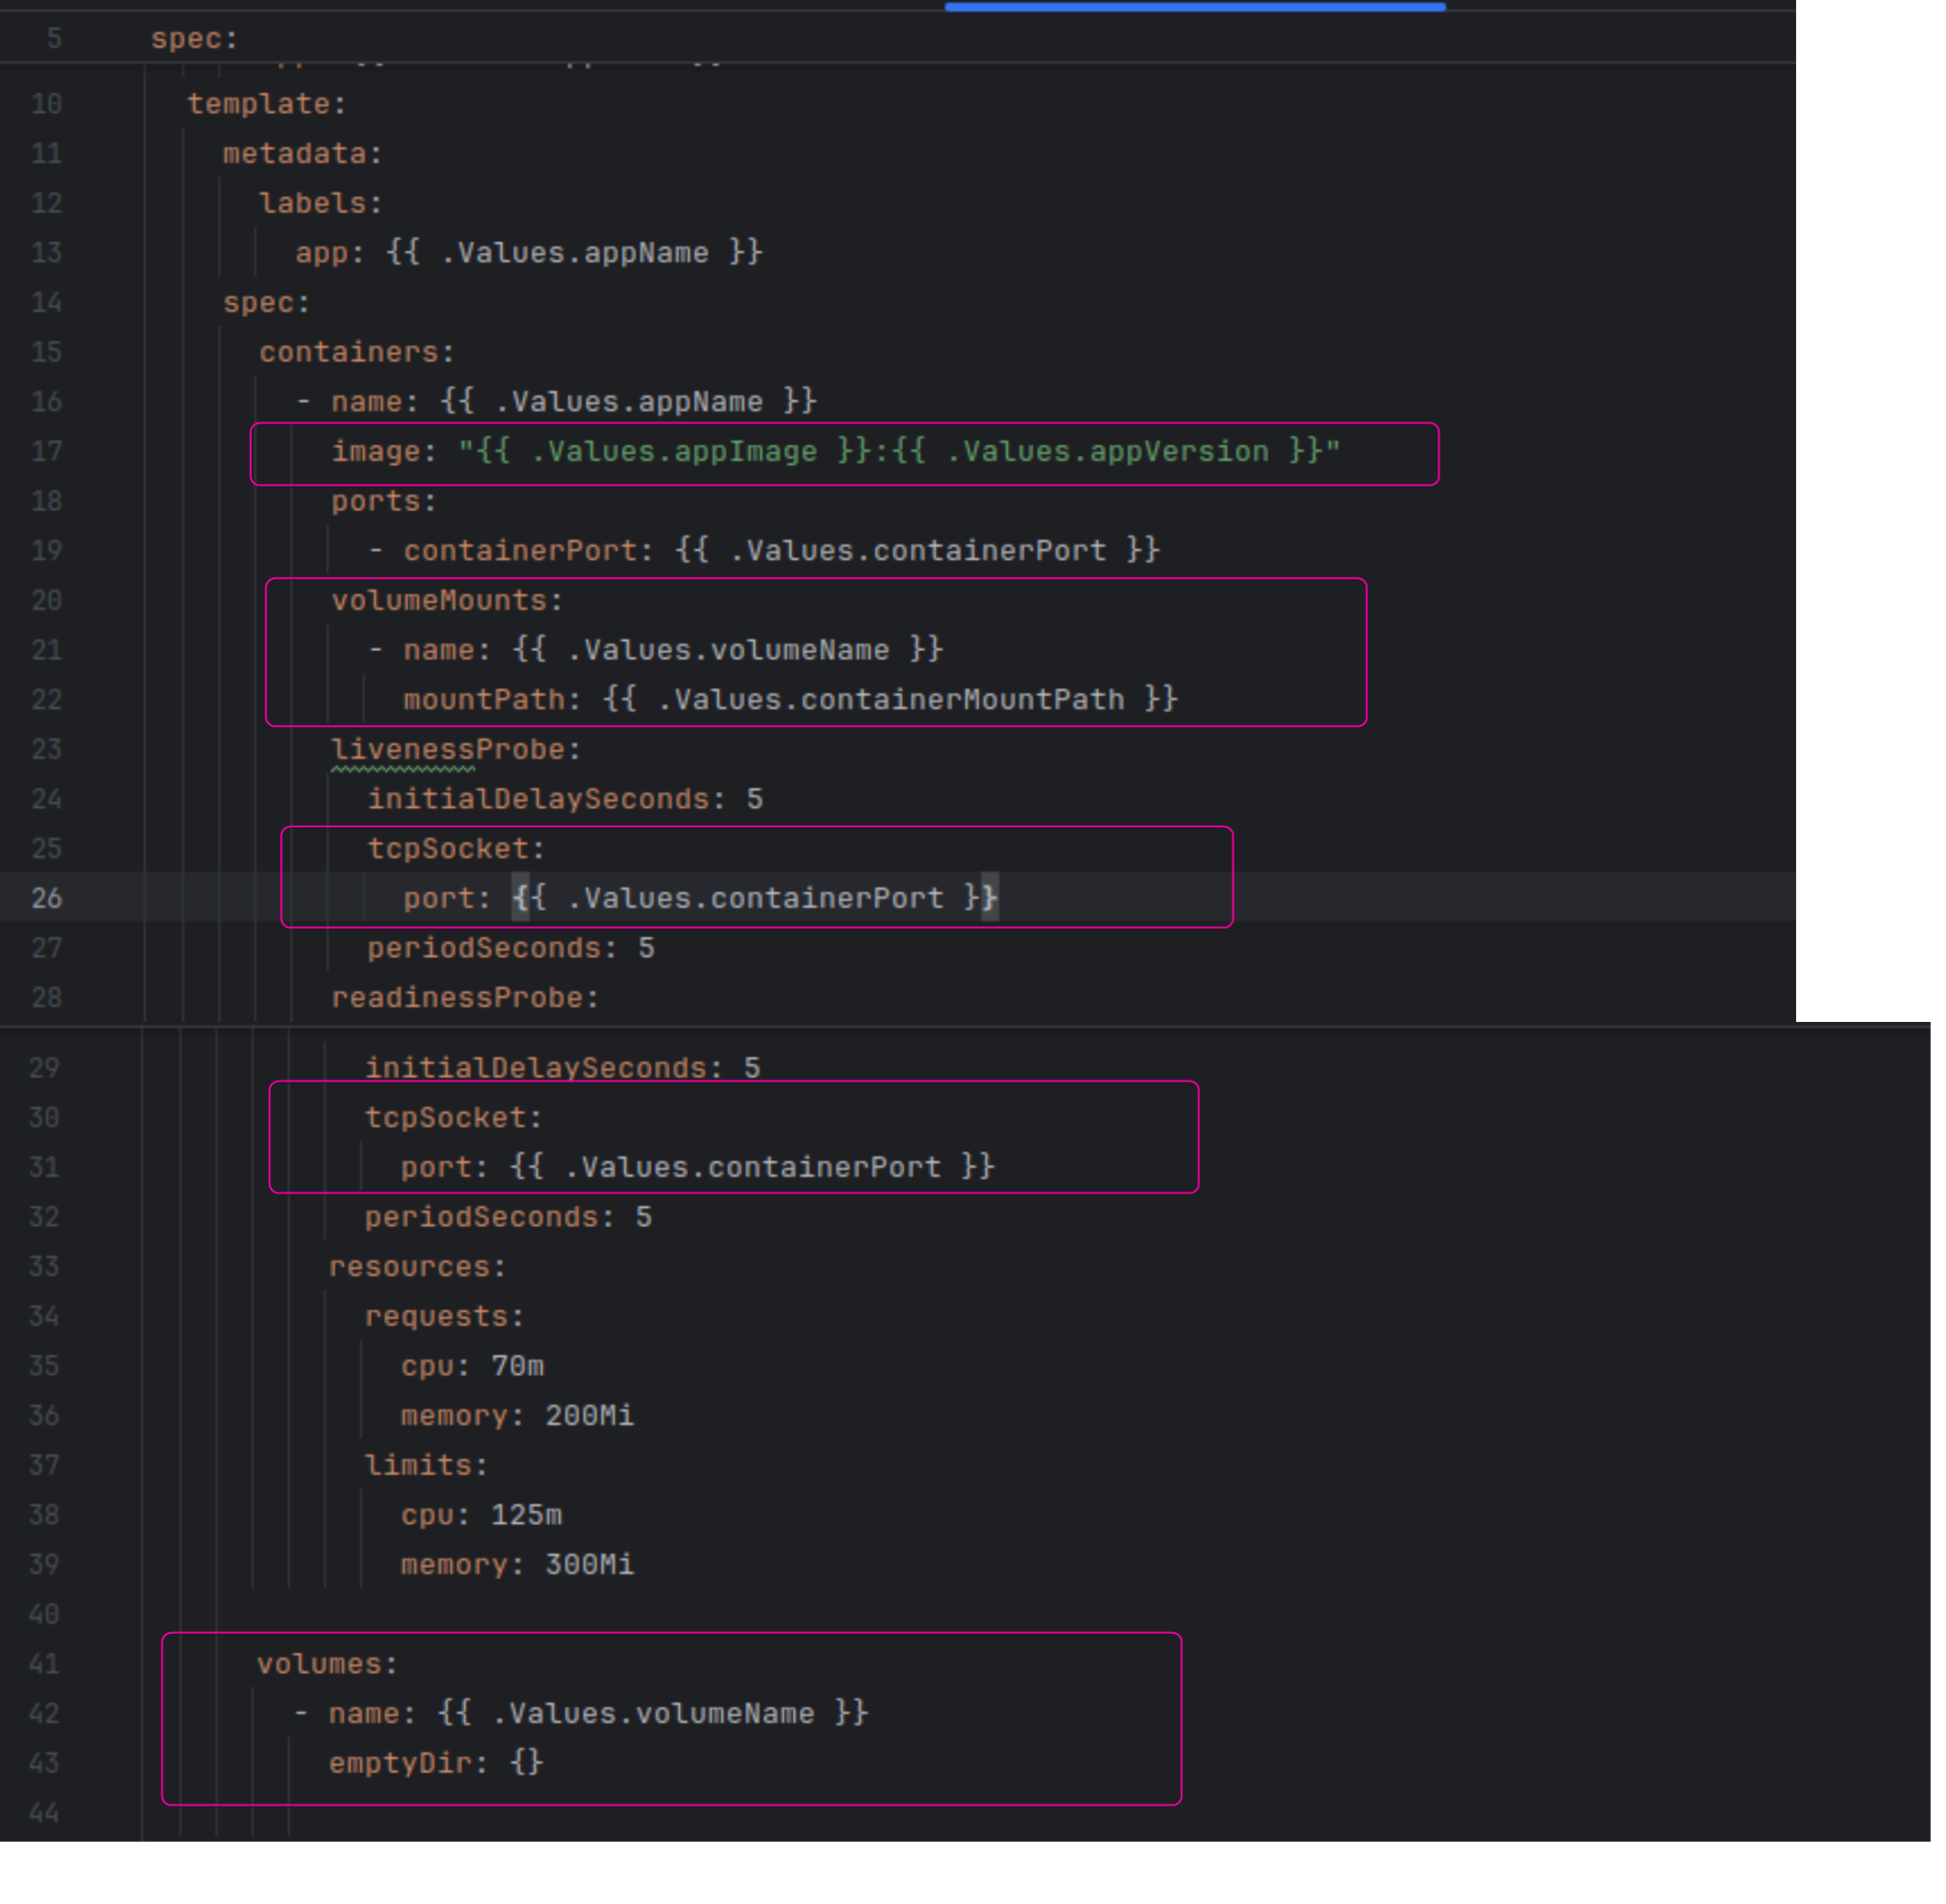 5 spec:
10 template:
11 metadata:
12 labels:
13 app: {{ .Values.appName }}
14 spec:
15 containers:
16 - name: {{ .Values.appName }}
17 image: "{{ .Values.appImage }}:{{ .Values.appVersion }}"
18 ports:
19 - containerPort: {{ .Values.containerPort }}
20 volumeMounts:
21 - name: {{ .Values.volumeName }}
22 mountPath: {{ .Values.containerMountPath }}
23 livenessProbe:
24 initialDelaySeconds: 5
25 tcpSocket:
26 port: {{ .Values.containerPort }}
27 periodSeconds: 5
28 readinessProbe:
29 initialDelaySeconds: 5
30 tcpSocket:
31 port: {{ .Values.containerPort }}
32 periodSeconds: 5
33 resources:
34 requests:
35 cpu: 70m
36 memory: 200Mi
37 limits:
38 cpu: 125m
39 memory: 300Mi
40
41 volumes:
42 - name: {{ .Values.volumeName }}
43 emptyDir: {}
44